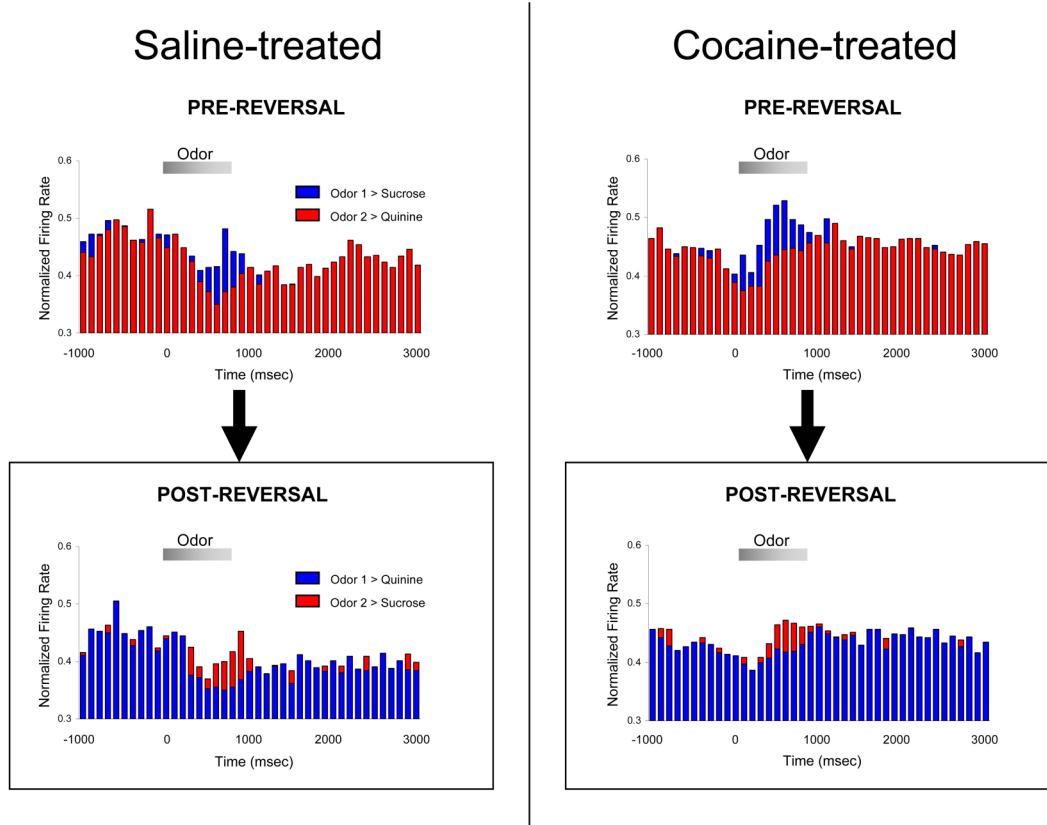 Saline-treated
PRE-REVERSAL
Odor
0.6
0.5
0.4
0.3
Normalized Firing Rate
Odor 1 > Sucrose
Odor 2 > Quinine
-1000
0
1000
2000
3000
Time (msec)
POST-REVERSAL
Odor
0.6
0.5
0.4
0.3
Normalized Firing Rate
Odor 1 > Quinine
Odor 2 > Sucrose
-1000
0
1000
2000
3000
Time (msec)
Cocaine-treated
PRE-REVERSAL
Odor
0.6
0.5
0.4
0.3
Normalized Firing Rate
-1000
0
1000
2000
3000
Time (msec)
POST-REVERSAL
Odor
0.6
0.5
0.4
0.3
Normalized Firing Rate
-1000
0
1000
2000
3000
Time (msec)